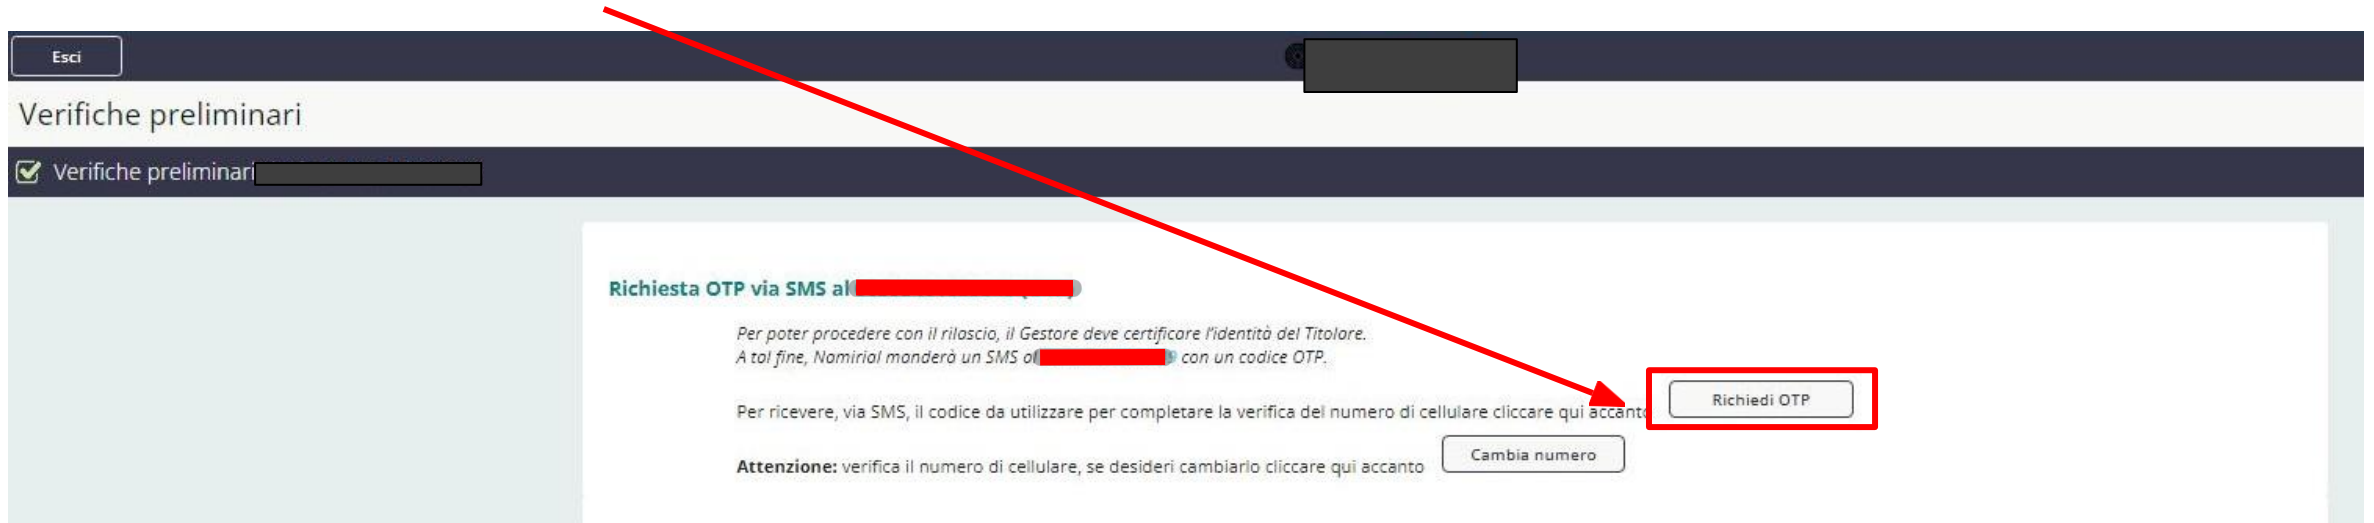 Esci
Verifiche preliminari
Verifiche preliminari
Richiesta OTP via SMS al
Per poter procedere con il rilascio, il Gestore deve certificare l'identità del Titolare.
A tal fine, Namirial manderà un SMS al con un codice OTP.
Per ricevere, via SMS, il codice da utilizzare per completare la verifica del numero di cellulare cliccare qui accanto Richiedi OTP
Attenzione: verifica il numero di cellulare, se desideri cambiarlo cliccare qui accanto Cambia numero